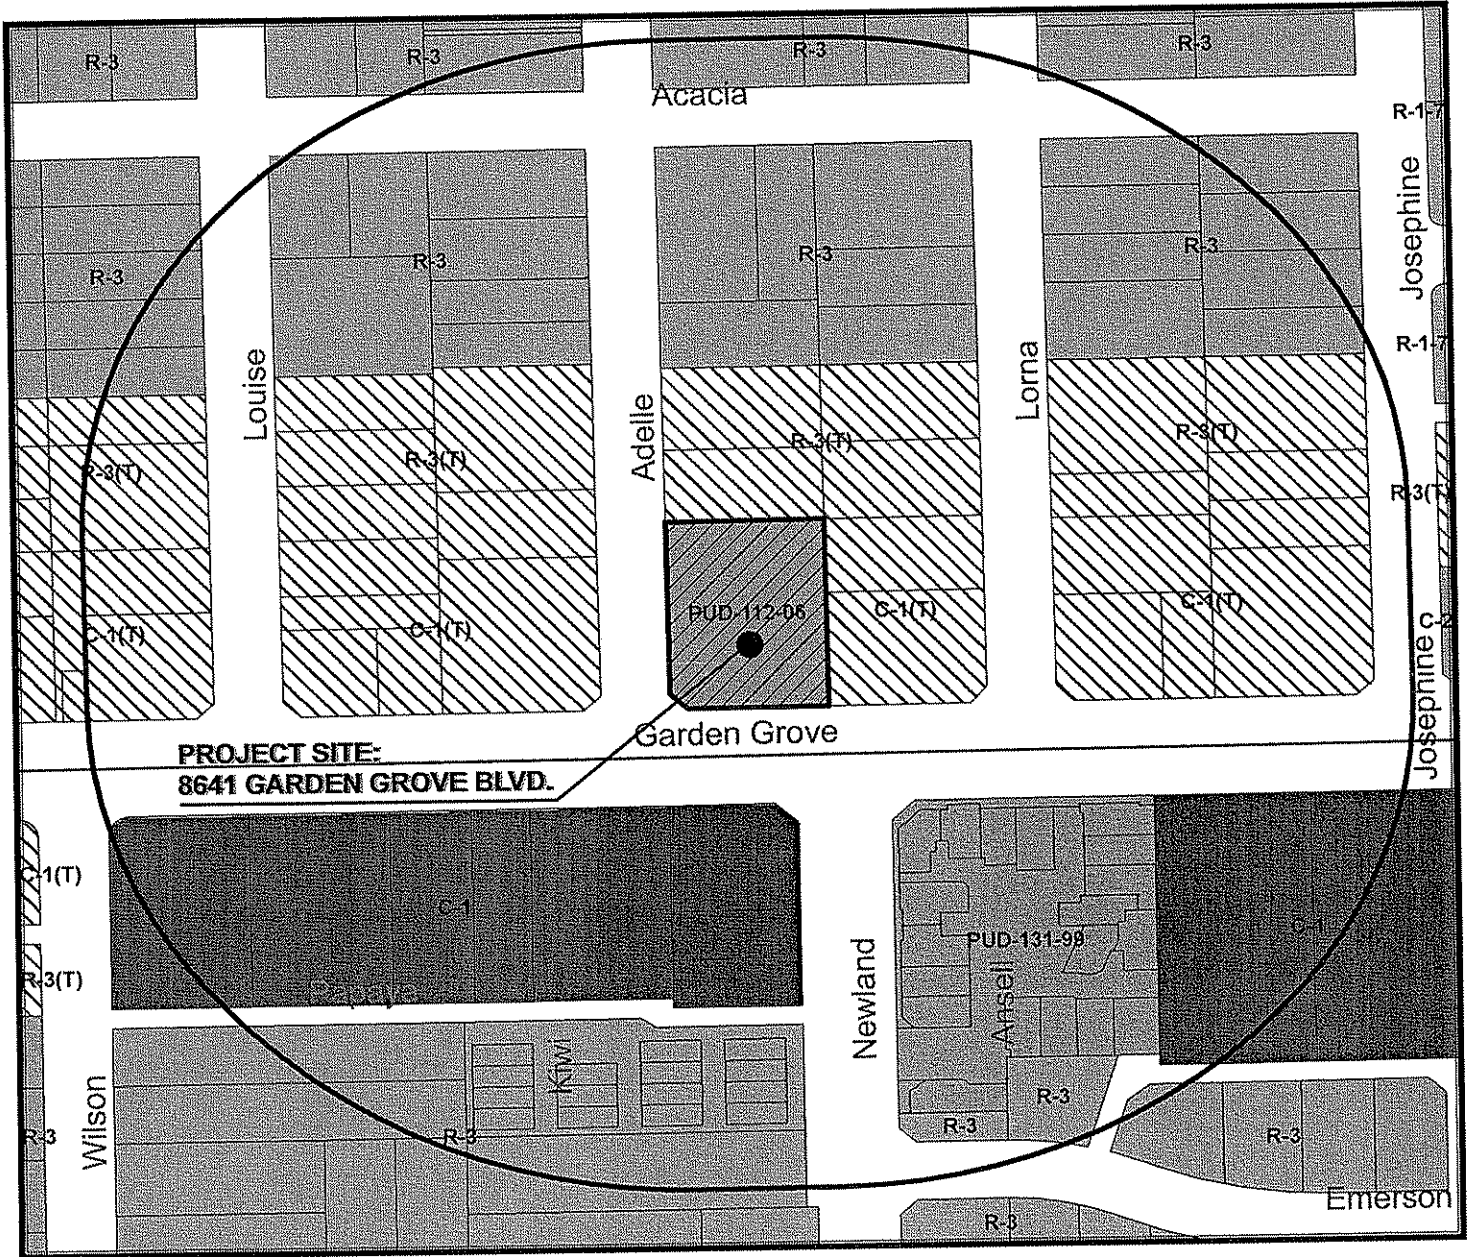 R-3
R-3
R-3
R-3
Acacia
R-1-7
Josephine
R-3
R-3
R-3
R-3
R-1-7
Louise
Adelle
Lorna
R-3(T)
R-3(T)
R-3(T)
R-3(T)
R-3(T)
PUD-112-06
C-1(T)
C-1(T)
C-1(T)
C-1(T)
C-2
Josephine
Garden Grove
PROJECT SITE:
8641 GARDEN GROVE BLVD.
C-1(T)
C-1
C-1
PUD-131-99
R-3(T)
Newland
Ansell
Kiwi
Wilson
R-3
R-3
R-3
R-3
R-3
Emerson
R-3